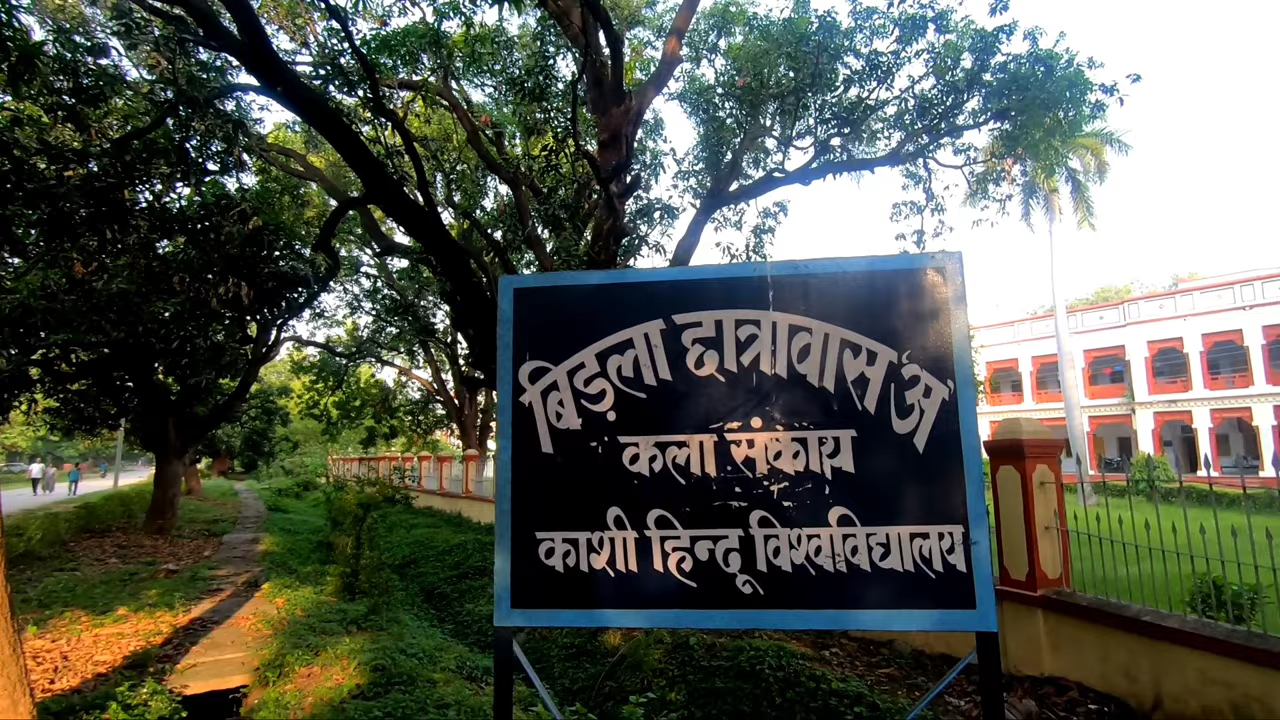 बिड़ला छात्रावास 'अ'
कला संकाय
काशी हिन्दू विश्वविद्यालय